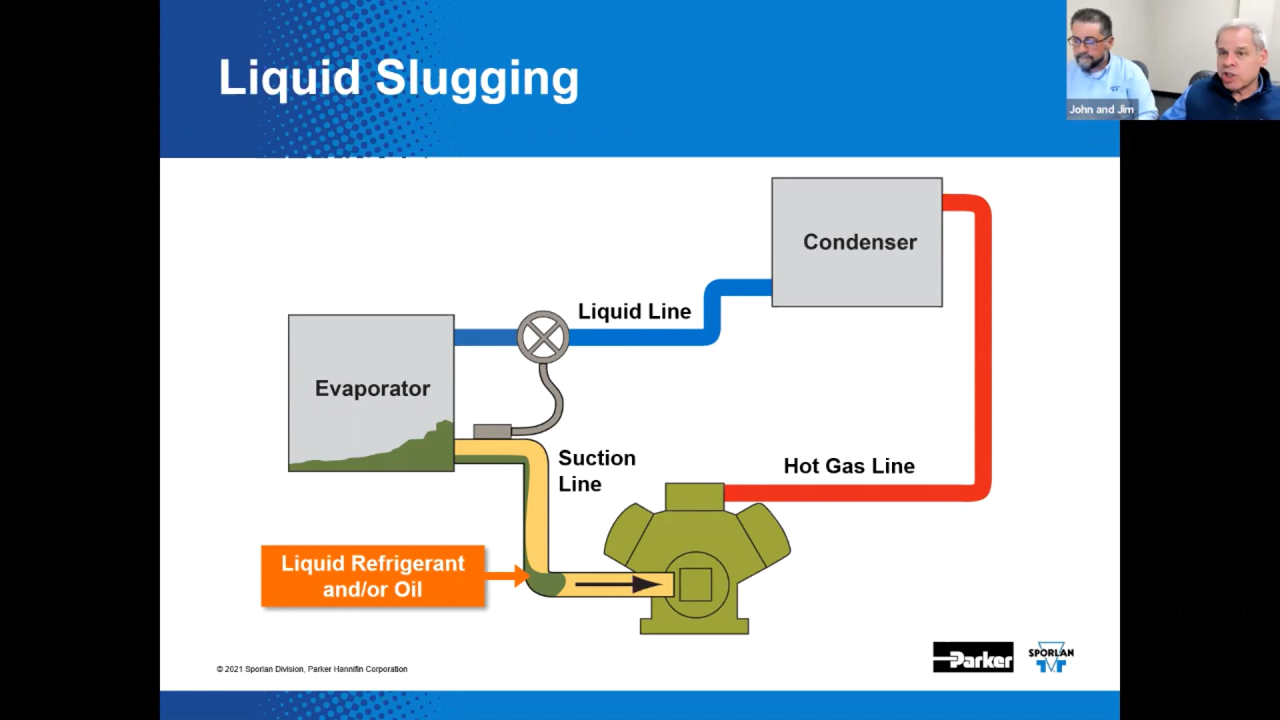 Liquid Slugging
John and Jim
Condenser
Liquid Line
Evaporator
Suction
Line
Hot Gas Line
Liquid Refrigerant
and/or Oil
© 2021 Sporlan Division, Parker Hannifin Corporation
Parker
SPORLAN